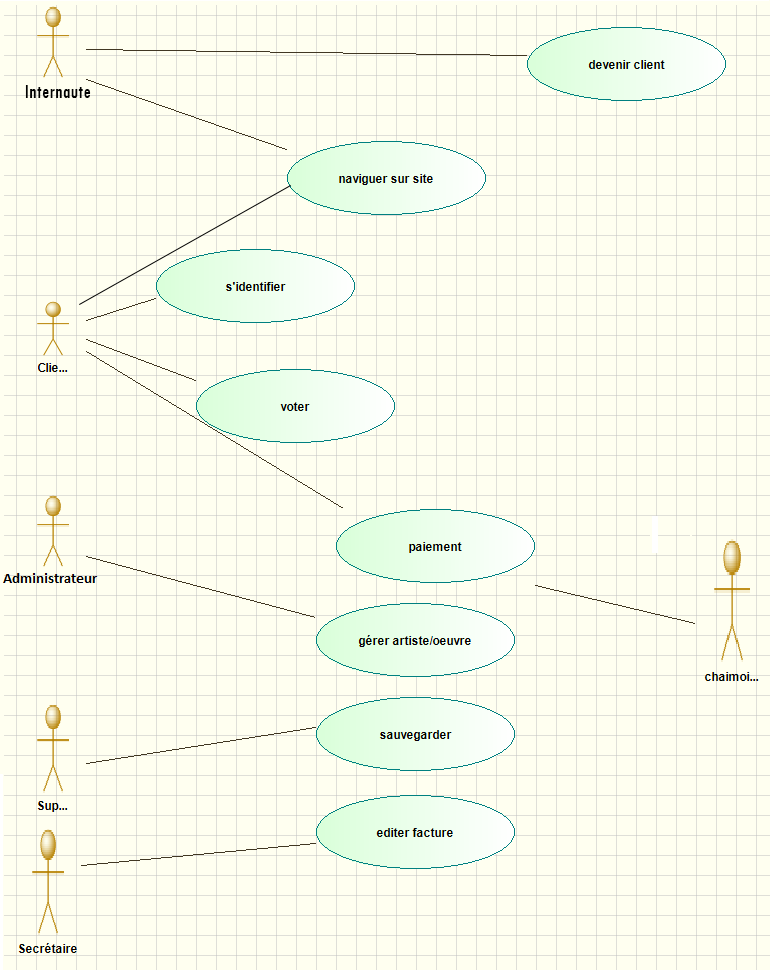 devenir client
Internaute
naviguer sur site
s'identifier
Clie...
voter
paiement
Administrateur
gérer artiste/oeuvre
chaimoi...
sauvegarder
Sup...
editer facture
Secrétaire